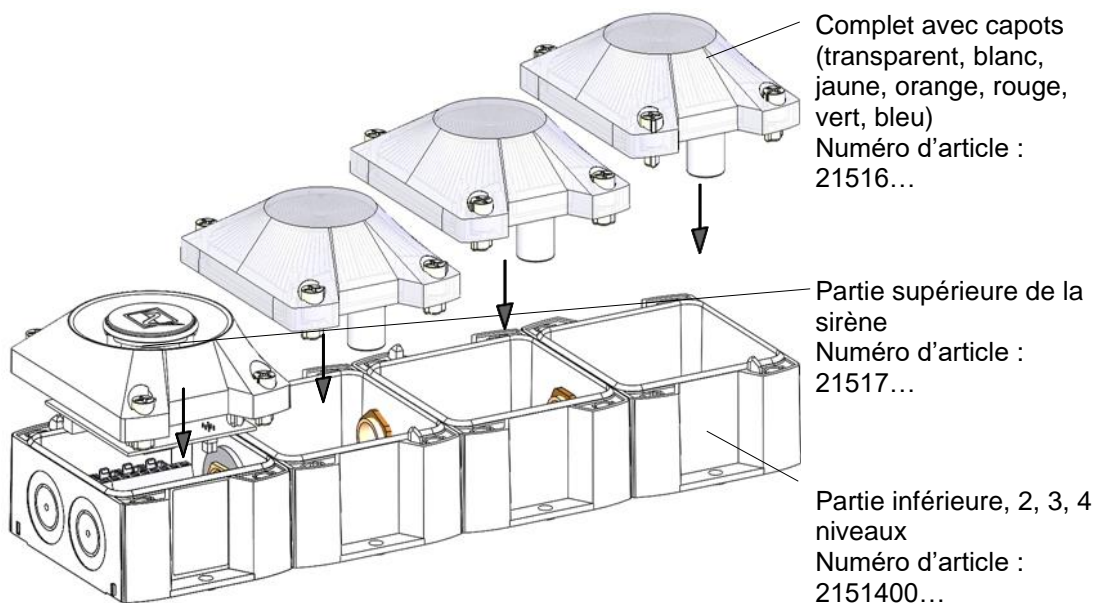 Complet avec capots
(transparent, blanc,
jaune, orange, rouge,
vert, bleu)
Numéro d’article :
21516…
Partie supérieure de la
sirène
Numéro d’article :
21517…
Partie inférieure, 2, 3, 4
niveaux
Numéro d’article :
2151400…